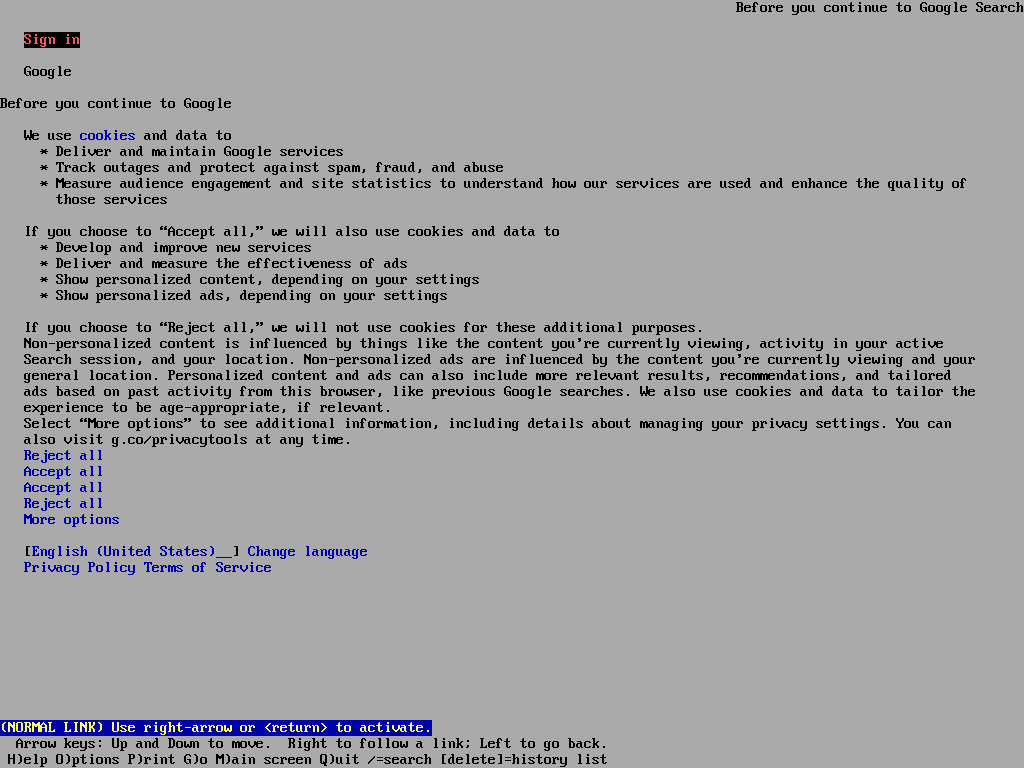 Before you continue to Google Search
Sign in
Google
Before you continue to Google
We use cookies and data to
* Deliver and maintain Google services
* Track outages and protect against spam, fraud, and abuse
* Measure audience engagement and site statistics to understand how our services are used and enhance the quality of
those services
If you choose to “Accept all,” we will also use cookies and data to
* Develop and improve new services
* Deliver and measure the effectiveness of ads
* Show personalized content, depending on your settings
* Show personalized ads, depending on your settings
If you choose to “Reject all,” we will not use cookies for these additional purposes.
Non-personalized content is influenced by things like the content you’re currently viewing, activity in your active
Search session, and your location. Non-personalized ads are influenced by the content you’re currently viewing and your
general location. Personalized content and ads can also include more relevant results, recommendations, and tailored
ads based on past activity from this browser, like previous Google searches. We also use cookies and data to tailor the
experience to be age-appropriate, if relevant.
Select “More options” to see additional information, including details about managing your privacy settings. You can
also visit g.co/privacytools at any time.
Reject all
Accept all
Accept all
Reject all
More options
[English (United States)__] Change language
Privacy Policy Terms of Service
(NORMAL LINK) Use right-arrow or <return> to activate.
Arrow keys: Up and Down to move.  Right to follow a link; Left to go back.
H)elp O)ptions P)rint G)o M)ain screen Q)uit /=search [delete]=history list